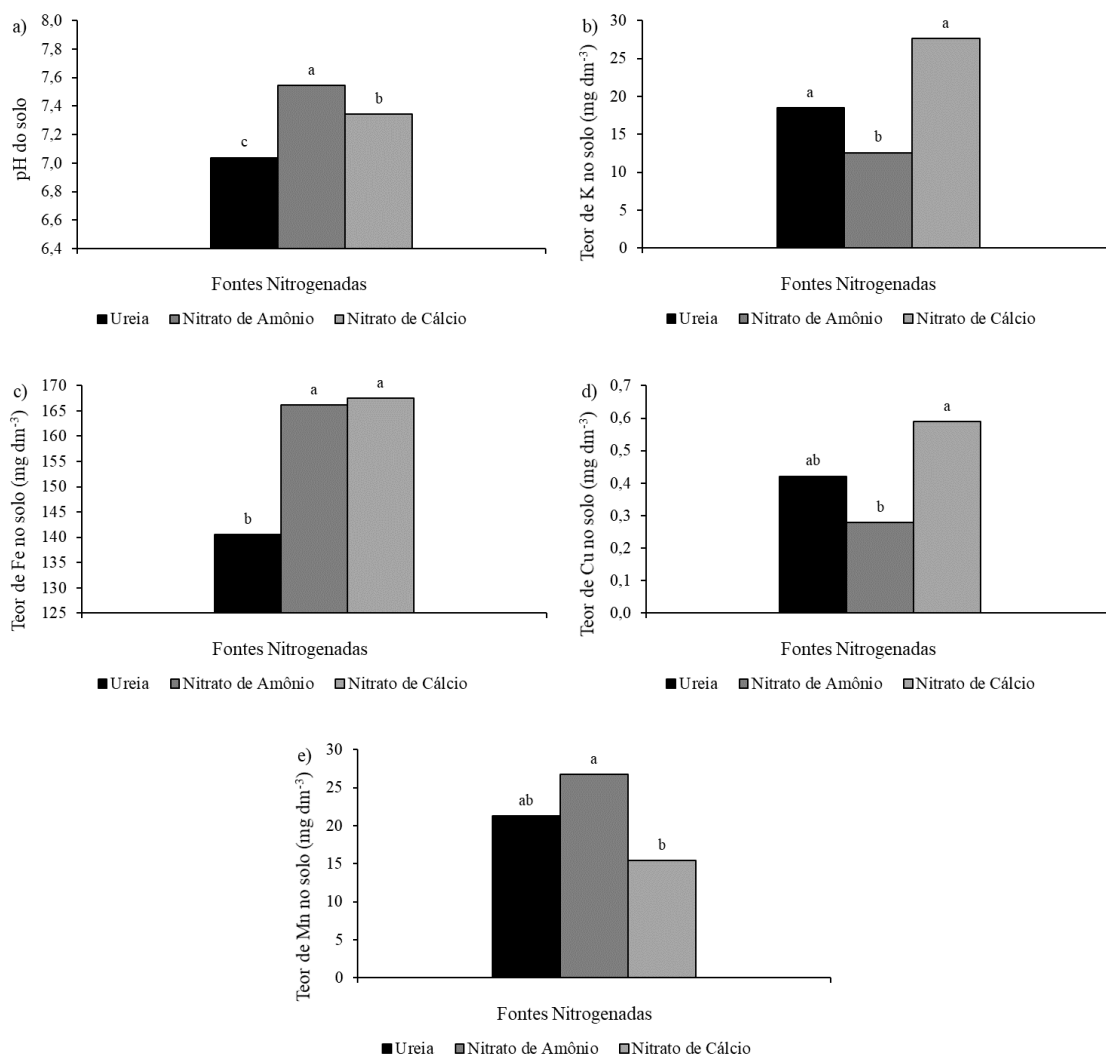 a)
pH do solo
8,0
7,8
7,6
7,4
7,2
7,0
6,8
6,6
6,4
c
a
b
Fontes Nitrogenadas
Ureia Nitrato de Amônio Nitrato de Cálcio
b)
Teor de K no solo (mg dm⁻³)
30
25
20
15
10
5
0
a
b
a
Fontes Nitrogenadas
Ureia Nitrato de Amônio Nitrato de Cálcio
c)
Teor de Fe no solo (mg dm⁻³)
170
165
160
155
150
145
140
135
130
125
b
a
a
Fontes Nitrogenadas
Ureia Nitrato de Amônio Nitrato de Cálcio
d)
Teor de Cu no solo (mg dm⁻³)
0,7
0,6
0,5
0,4
0,3
0,2
0,1
0,0
ab
b
a
Fontes Nitrogenadas
Ureia Nitrato de Amônio Nitrato de Cálcio
e)
Teor de Mn no solo (mg dm⁻³)
30
25
20
15
10
5
0
ab
a
b
Fontes Nitrogenadas
Ureia Nitrato de Amônio Nitrato de Cálcio